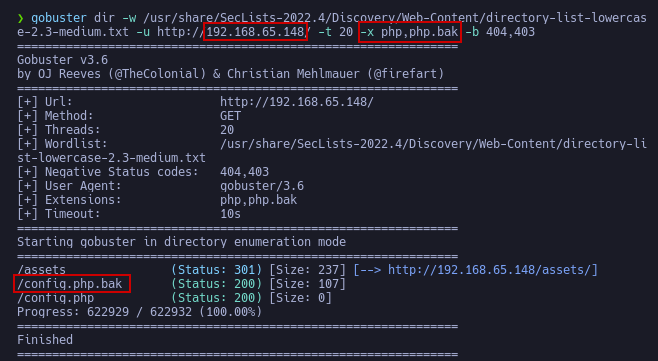 ❯ gobuster dir -w /usr/share/SecLists-2022.4/Discovery/Web-Content/directory-list-lowercas
e-2.3-medium.txt -u http://192.168.65.148/ -t 20 -x php,php.bak -b 404,403
===============================================================
Gobuster v3.6
by OJ Reeves (@TheColonial) & Christian Mehlmauer (@firefart)
===============================================================
[+] Url:                     http://192.168.65.148/
[+] Method:                  GET
[+] Threads:                 20
[+] Wordlist:                /usr/share/SecLists-2022.4/Discovery/Web-Content/directory-li
st-lowercase-2.3-medium.txt
[+] Negative Status codes:   404,403
[+] User Agent:              gobuster/3.6
[+] Extensions:              php,php.bak
[+] Timeout:                 10s
===============================================================
Starting gobuster in directory enumeration mode
===============================================================
/assets               (Status: 301) [Size: 237] [--> http://192.168.65.148/assets/]
/config.php.bak       (Status: 200) [Size: 107]
/config.php           (Status: 200) [Size: 0]
Progress: 622929 / 622932 (100.00%)
===============================================================
Finished
===============================================================